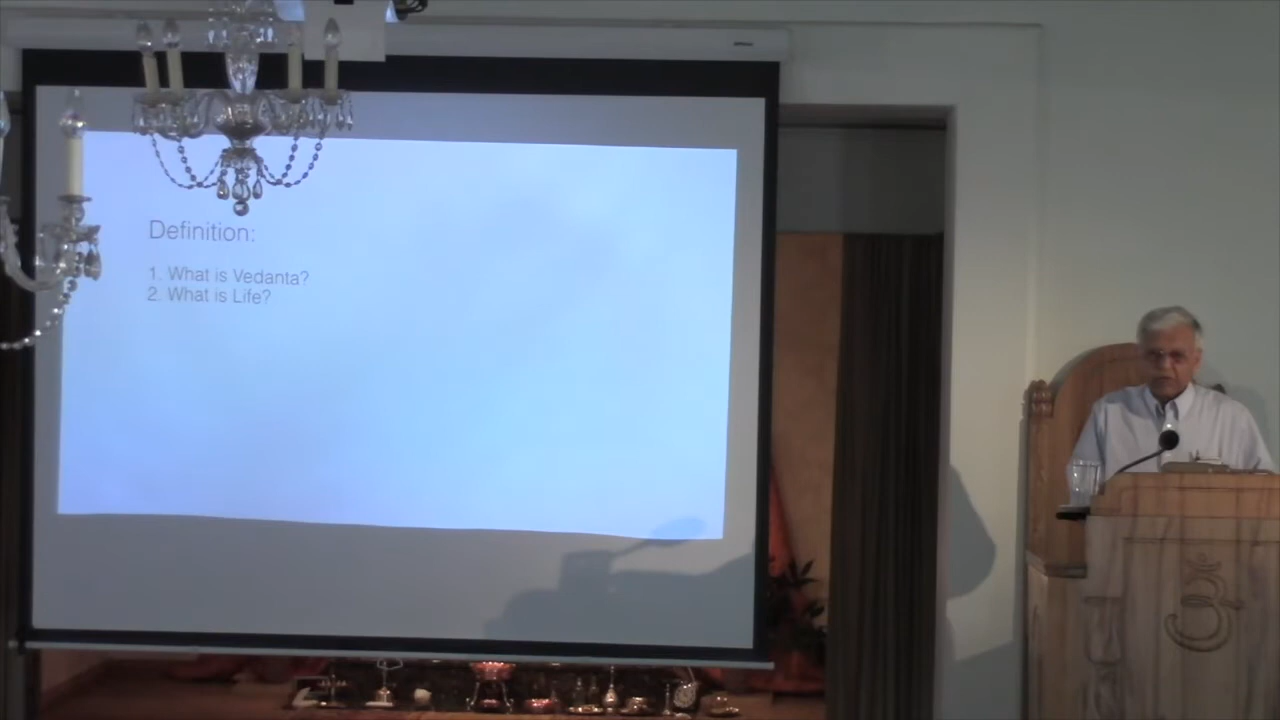 Definition:
1. What is Vedanta?
2. What is Life?
ॐ